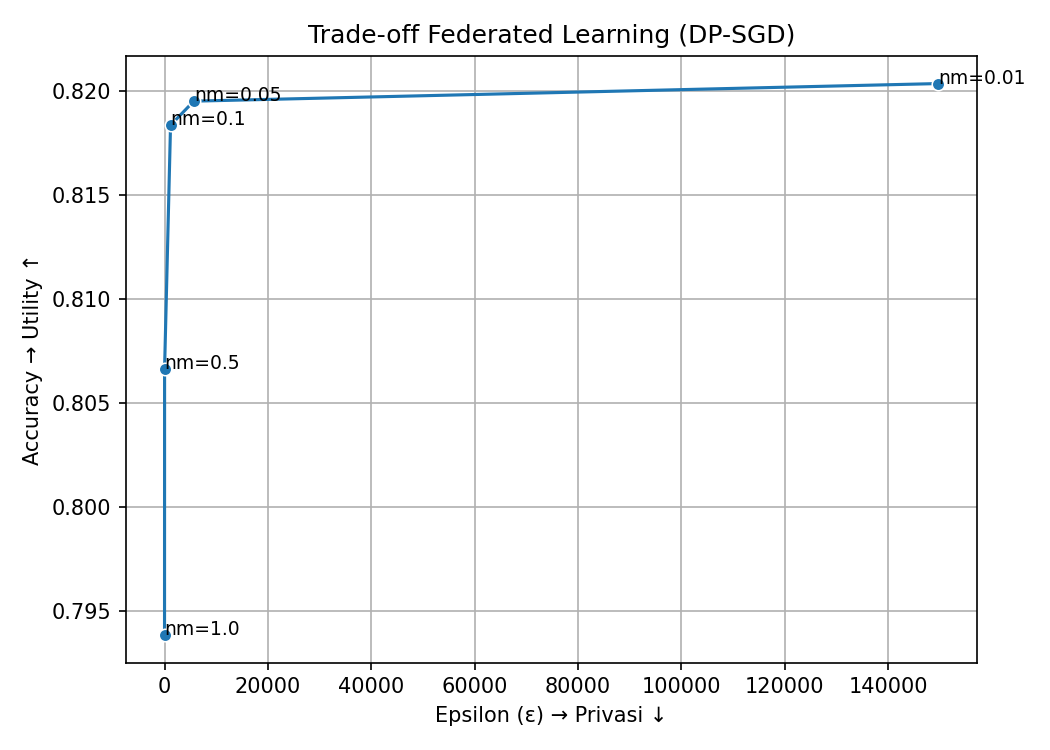 Trade-off Federated Learning (DP-SGD)
Accuracy → Utility ↑
0.820
0.815
0.810
0.805
0.800
0.795
nm=0.01
nm=0.05
nm=0.1
nm=0.5
nm=1.0
0 20000 40000 60000 80000 100000 120000 140000
Epsilon (ε) → Privasi ↓